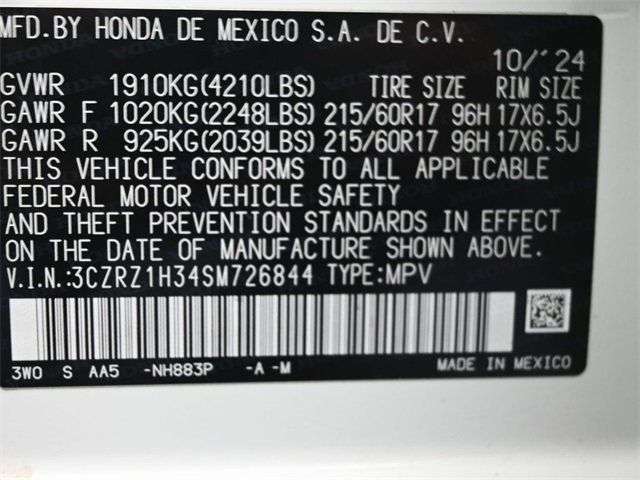 MFD.BY HONDA DE MEXICO S.A. DE C.V.
10/'24
GVWR 1910KG(4210LBS) TIRE SIZE RIM SIZE
GAWR F 1020KG(2248LBS) 215/60R17 96H 17X6.5J
GAWR R 925KG(2039LBS) 215/60R17 96H 17X6.5J
THIS VEHICLE CONFORMS TO ALL APPLICABLE
FEDERAL MOTOR VEHICLE SAFETY
AND THEFT PREVENTION STANDARDS IN EFFECT
ON THE DATE OF MANUFACTURE SHOWN ABOVE.
V.I.N.:3CZRZ1H34SM726844 TYPE:MPV
3W0 S AA5 -NH883P -A -M MADE IN MEXICO